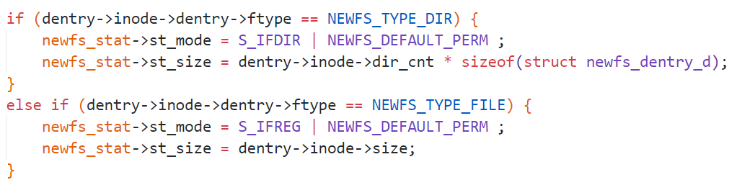 if (dentry->inode->dentry->ftype == NEWFS_TYPE_DIR) {
    newfs_stat->st_mode = S_IFDIR | NEWFS_DEFAULT_PERM ;
    newfs_stat->st_size = dentry->inode->dir_cnt * sizeof(struct newfs_dentry_d);
}
else if (dentry->inode->dentry->ftype == NEWFS_TYPE_FILE) {
    newfs_stat->st_mode = S_IFREG | NEWFS_DEFAULT_PERM ;
    newfs_stat->st_size = dentry->inode->size;
}